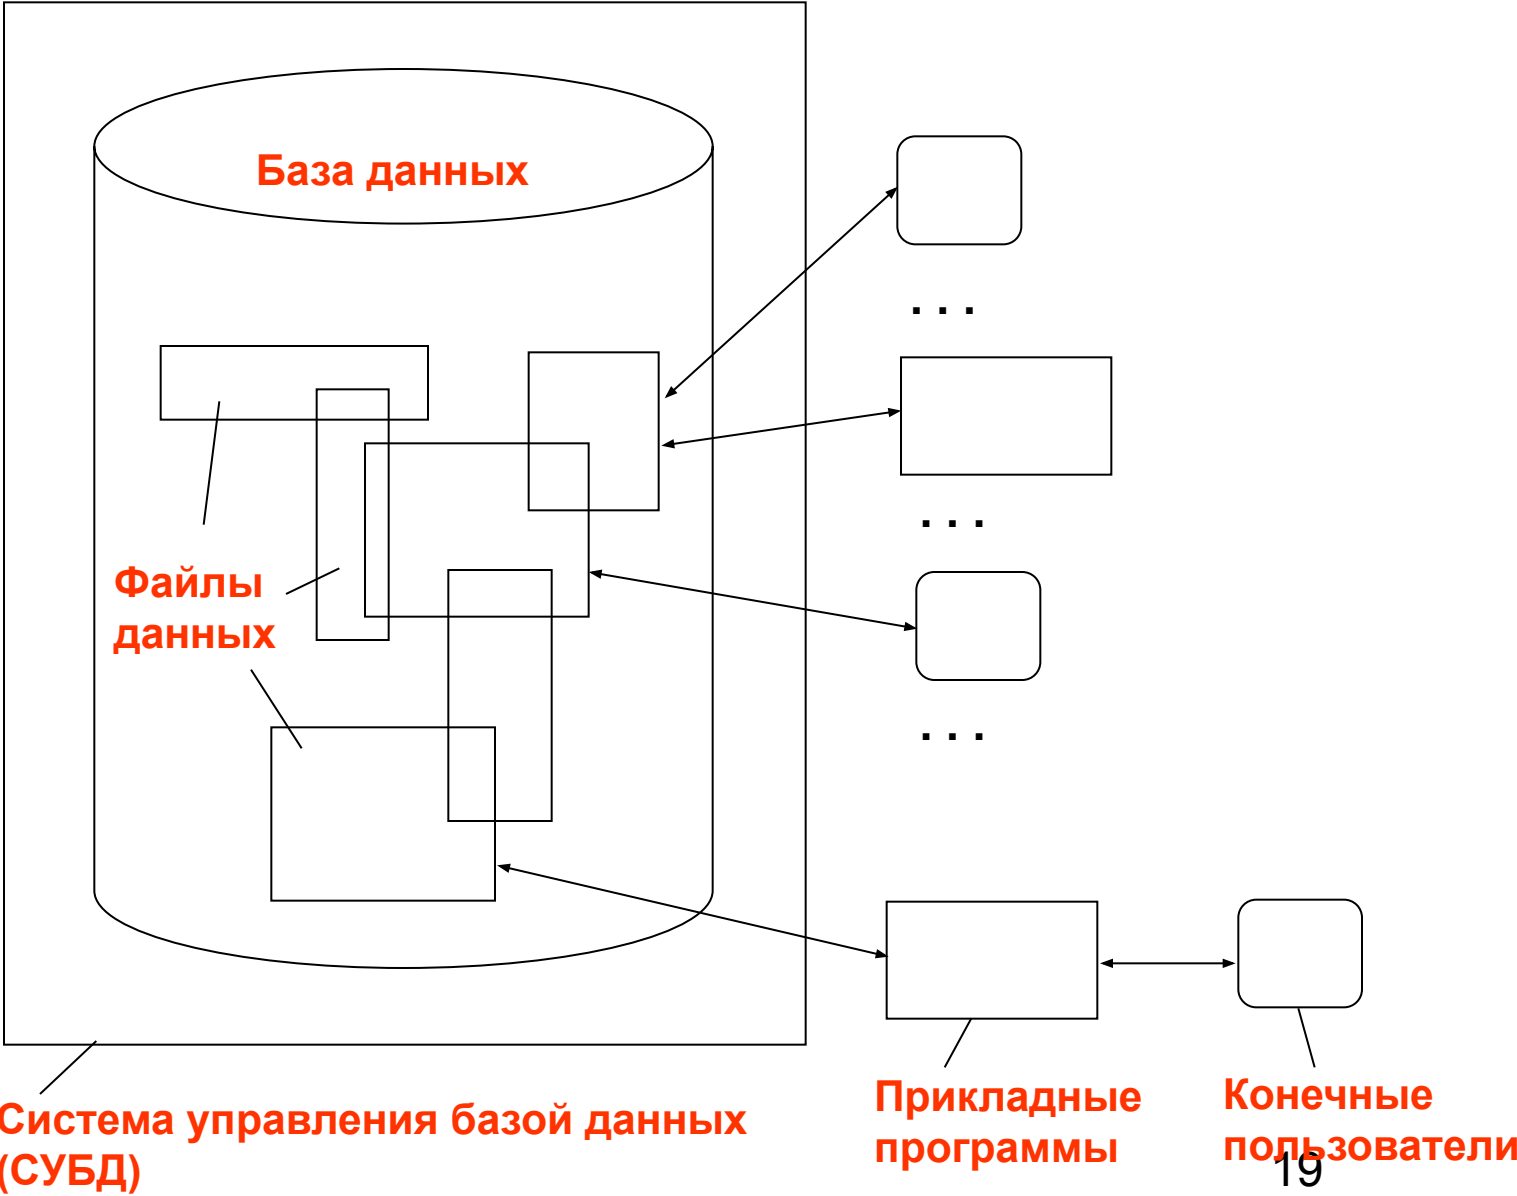 База данных
. . .
. . .
Файлы
данных
. . .
Прикладные
программы
Конечные
пользователи
Система управления базой данных
(СУБД)
19